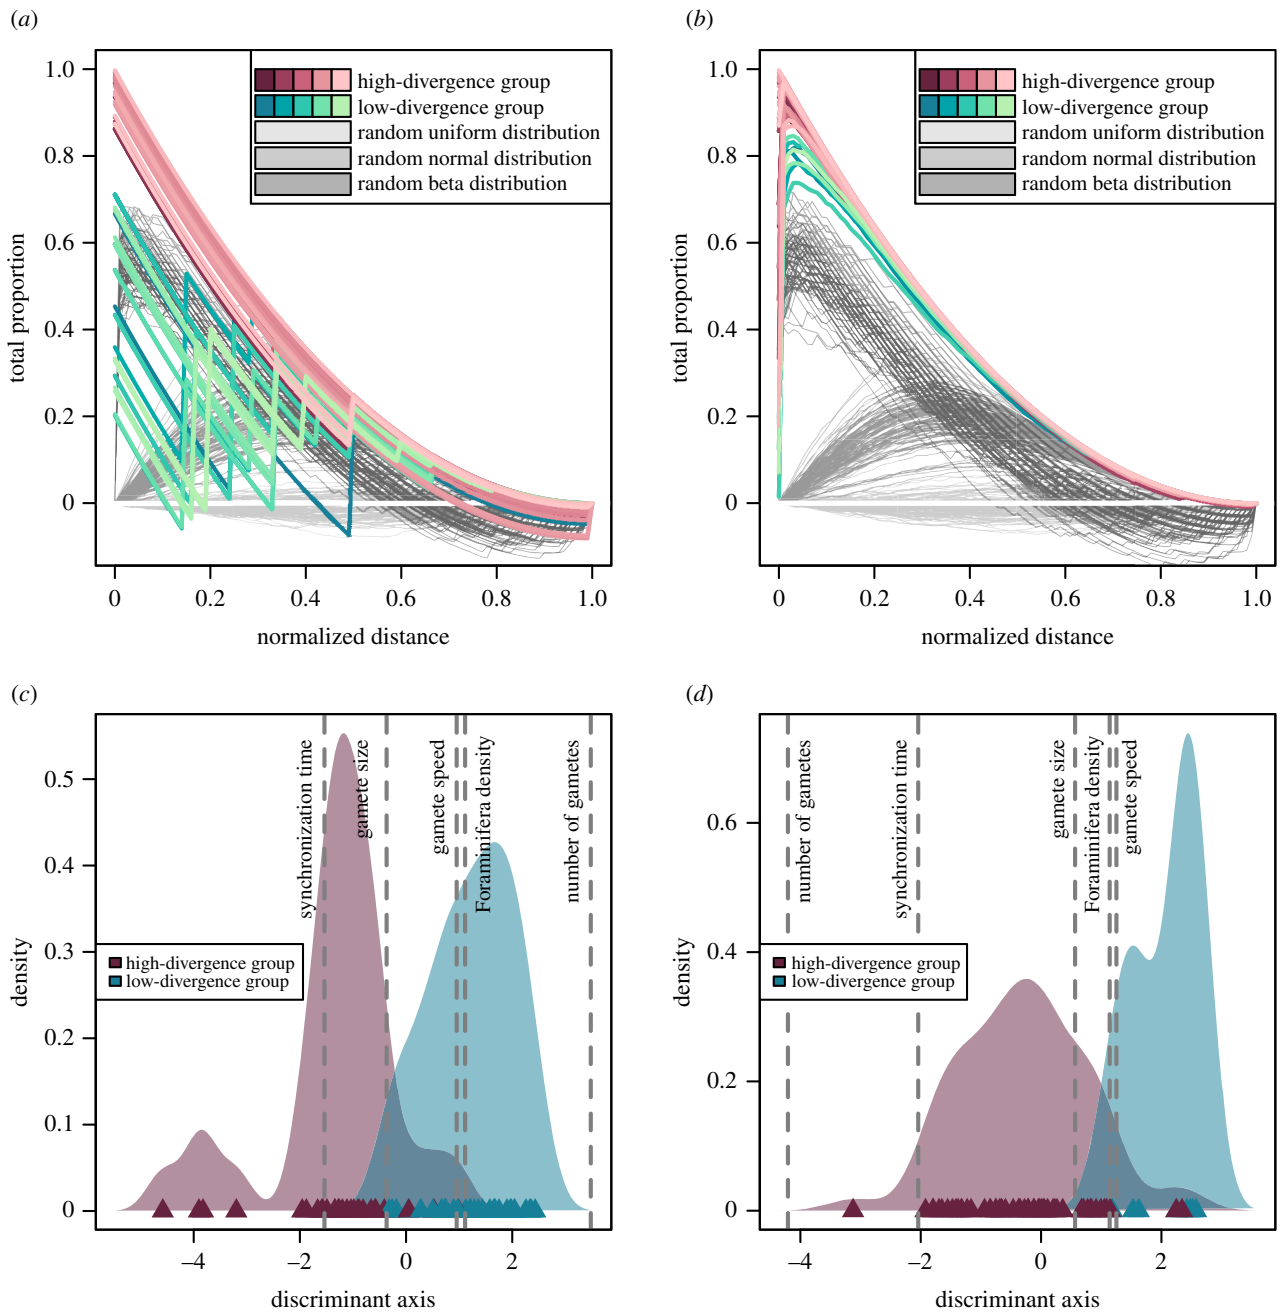 (a)
1.0
0.8
0.6
0.4
0.2
0
total proportion
high-divergence group
low-divergence group
random uniform distribution
random normal distribution
random beta distribution
0 0.2 0.4 0.6 0.8 1.0
normalized distance
(b)
1.0
0.8
0.6
0.4
0.2
0
total proportion
high-divergence group
low-divergence group
random uniform distribution
random normal distribution
random beta distribution
0 0.2 0.4 0.6 0.8 1.0
normalized distance
(c)
0.5
0.4
0.3
0.2
0.1
0
density
synchronization time
gamete size
gamete speed
Foraminifera density
number of gametes
high-divergence group
low-divergence group
–4 –2 0 2
discriminant axis
(d)
0.6
0.4
0.2
0
density
number of gametes
synchronization time
gamete size
Foraminifera density
gamete speed
high-divergence group
low-divergence group
–4 –2 0 2
discriminant axis